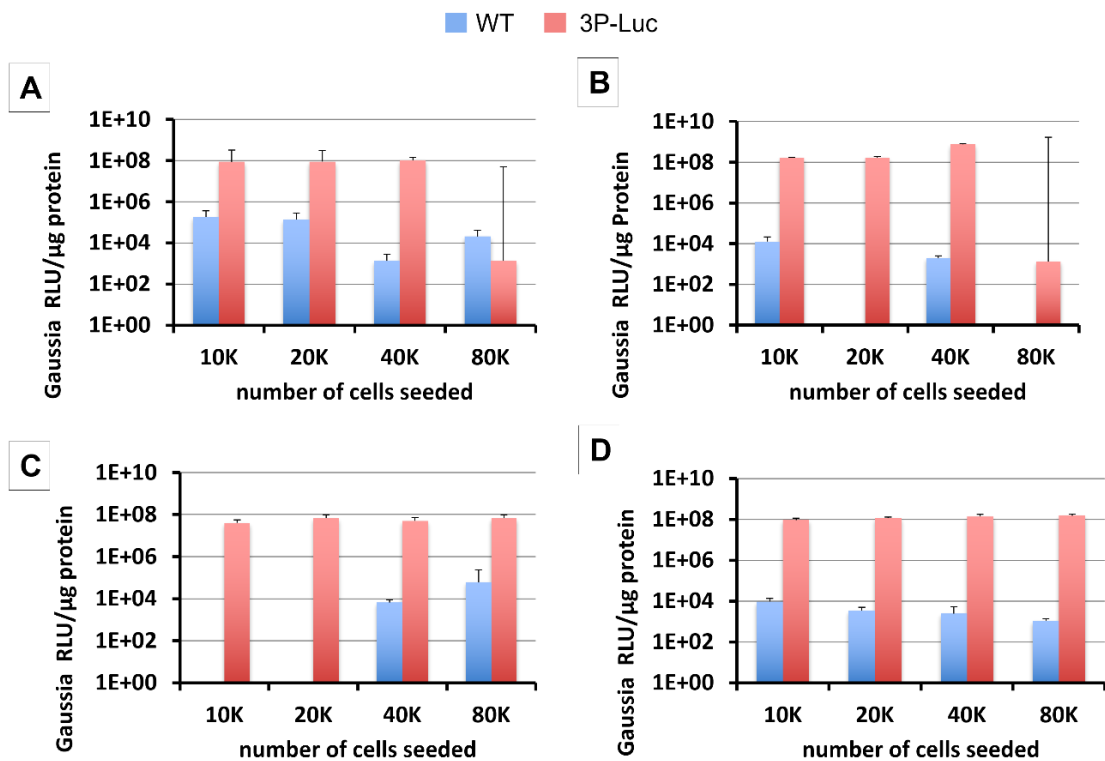 WT 3P-Luc
A
Gaussia RLU/µg protein
1E+10
1E+08
1E+06
1E+04
1E+02
1E+00
10K 20K 40K 80K
number of cells seeded
B
Gaussia RLU/µg Protein
1E+10
1E+08
1E+06
1E+04
1E+02
1E+00
10K 20K 40K 80K
number of cells seeded
C
Gaussia RLU/µg protein
1E+10
1E+08
1E+06
1E+04
1E+02
1E+00
10K 20K 40K 80K
number of cells seeded
D
Gaussia RLU/µg protein
1E+10
1E+08
1E+06
1E+04
1E+02
1E+00
10K 20K 40K 80K
number of cells seeded